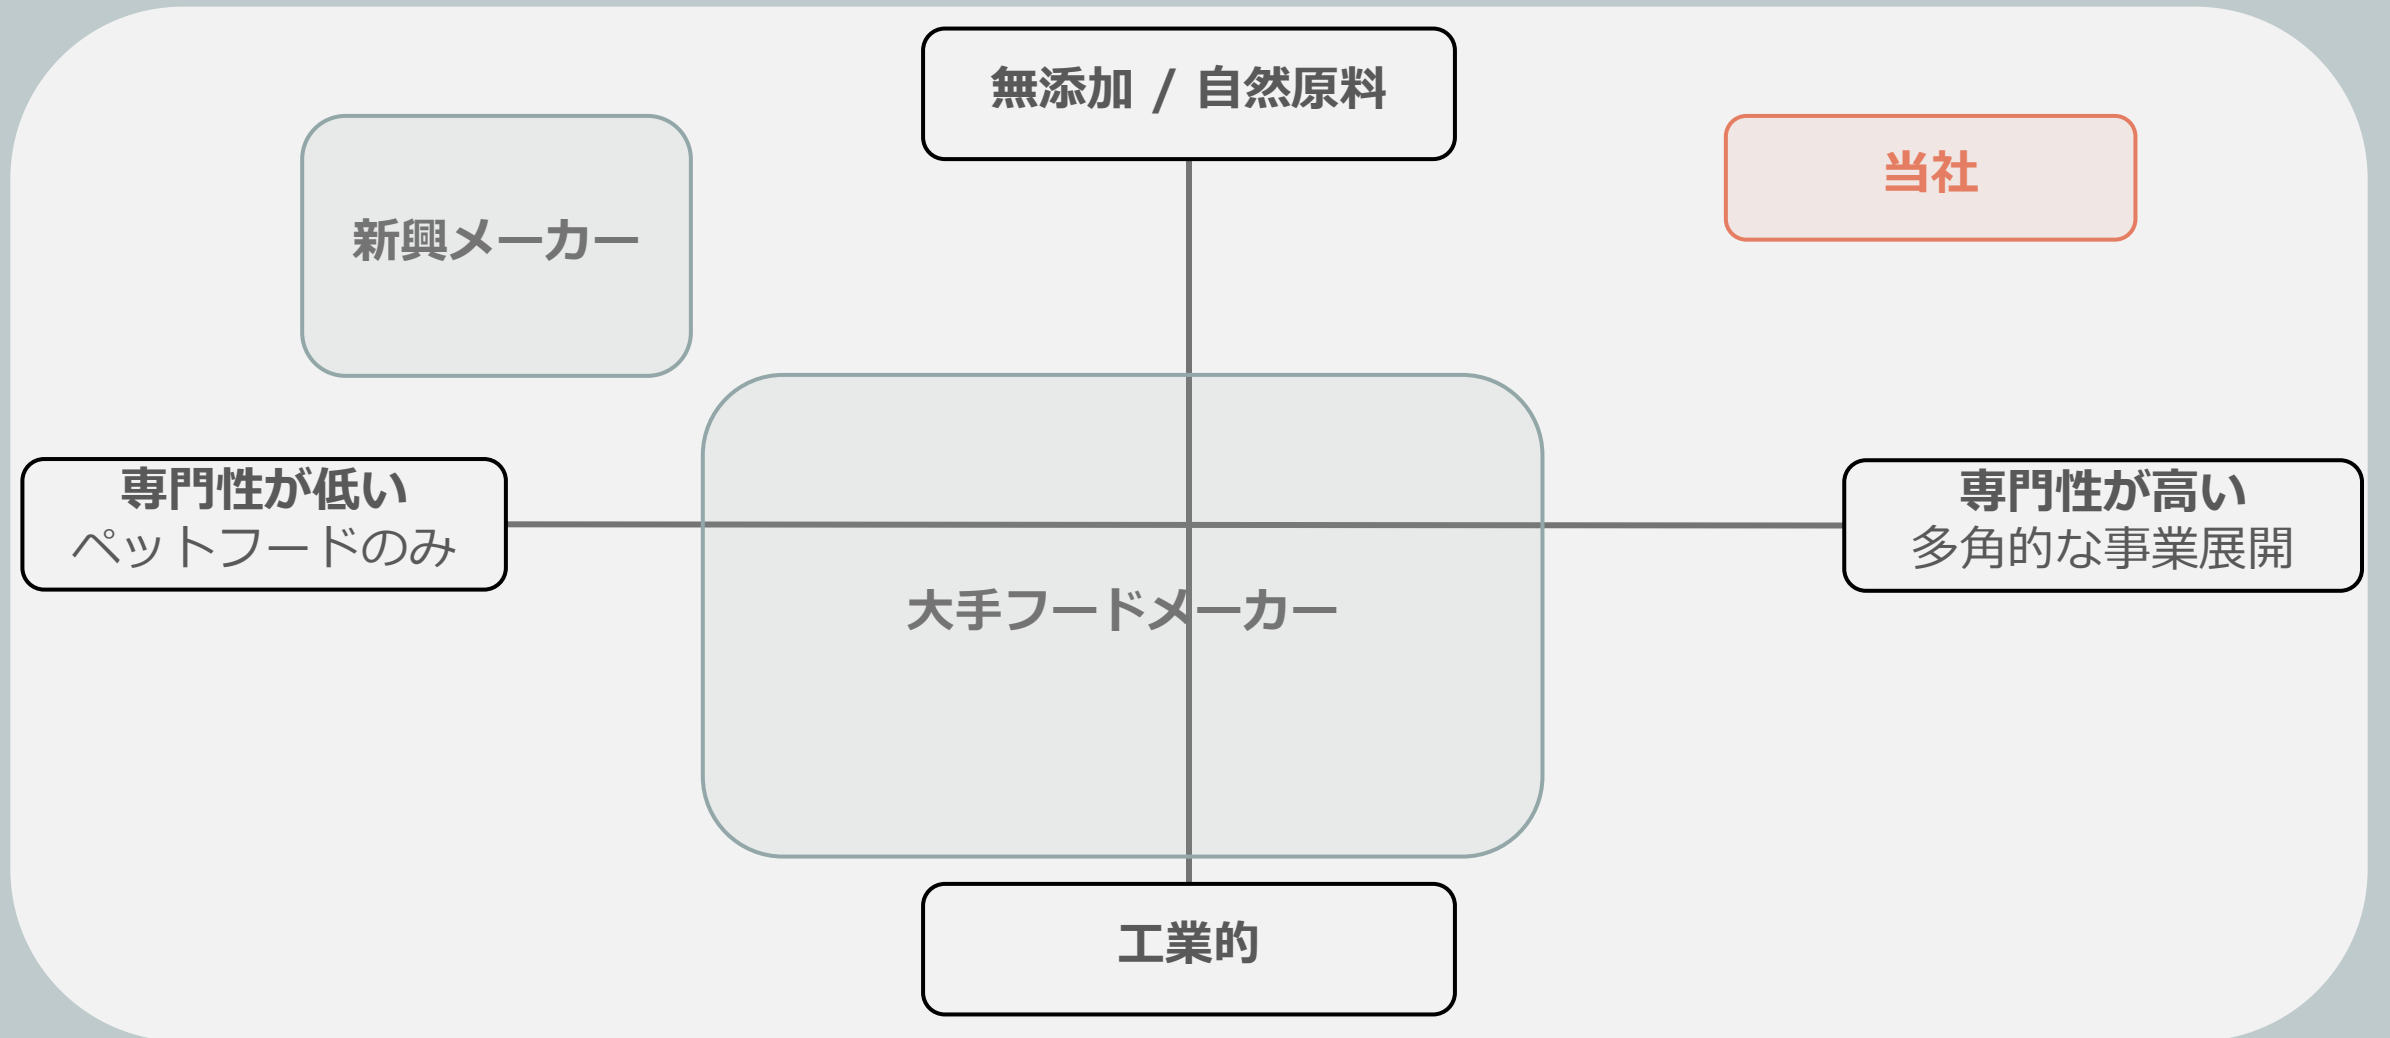 無添加 / 自然原料
当社
新興メーカー
専門性が低い
ペットフードのみ
専門性が高い
多角的な事業展開
大手フードメーカー
工業的